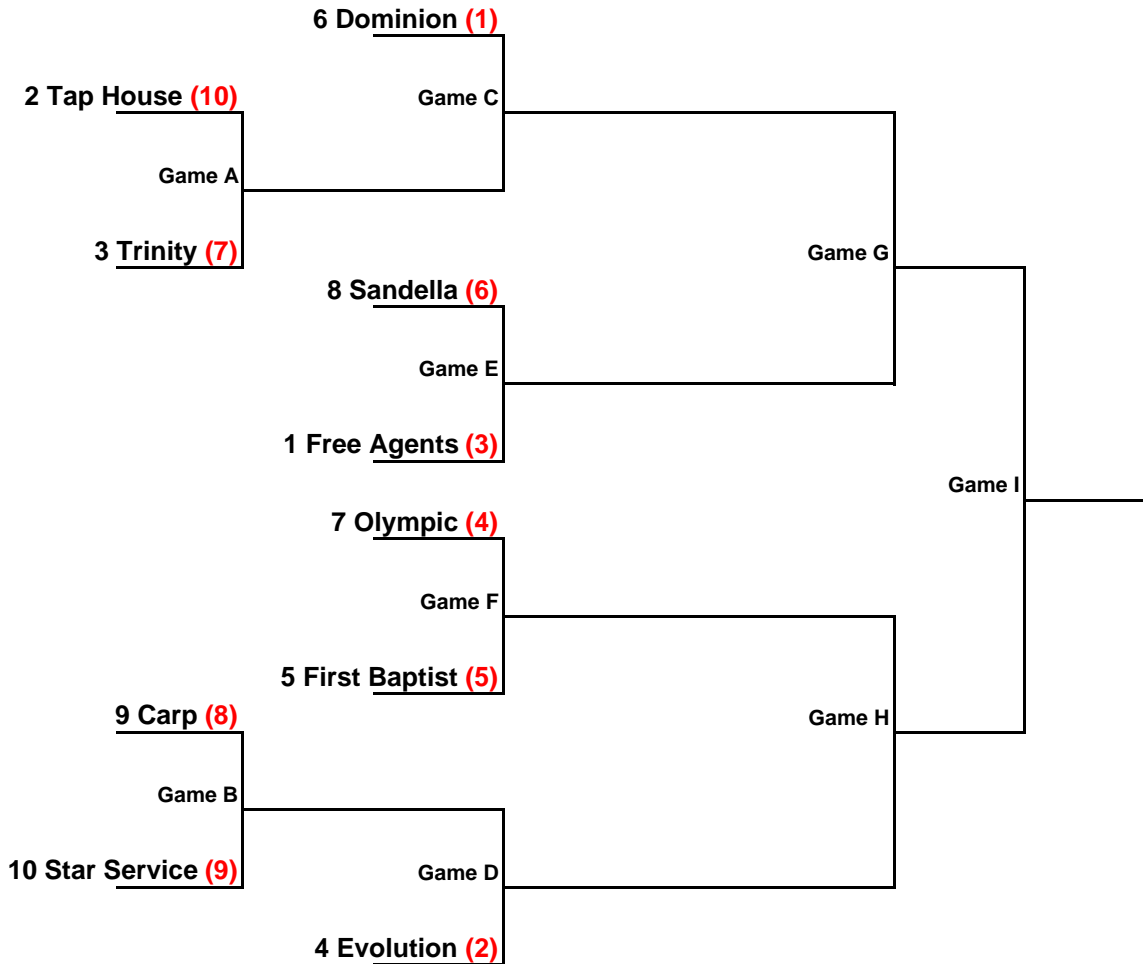 6 Dominion (1)
2 Tap House (10)
Game C
Game A
3 Trinity (7)
Game G
8 Sandella (6)
Game E
1 Free Agents (3)
Game I
7 Olympic (4)
Game F
5 First Baptist (5)
9 Carp (8)
Game H
Game B
10 Star Service (9)
Game D
4 Evolution (2)